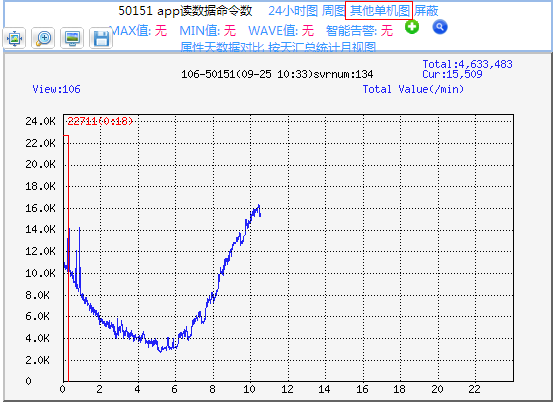 50151 app读数据命令数 24小时图 周图 其他单机图 屏蔽
MAX值: 无 MIN值: 无 WAVE值: 无 智能告警: 无
属性无数据对比 按天汇总统计月视图
Total:4,633,483
106-50151(09-25 10:33)svrnum:134 Cur:15,509
View:106 Total Value(/min)
22711(0:18)
24.0K
22.0K
20.0K
18.0K
16.0K
14.0K
12.0K
10.0K
8.0K
6.0K
4.0K
2.0K
0
0 2 4 6 8 10 12 14 16 18 20 22